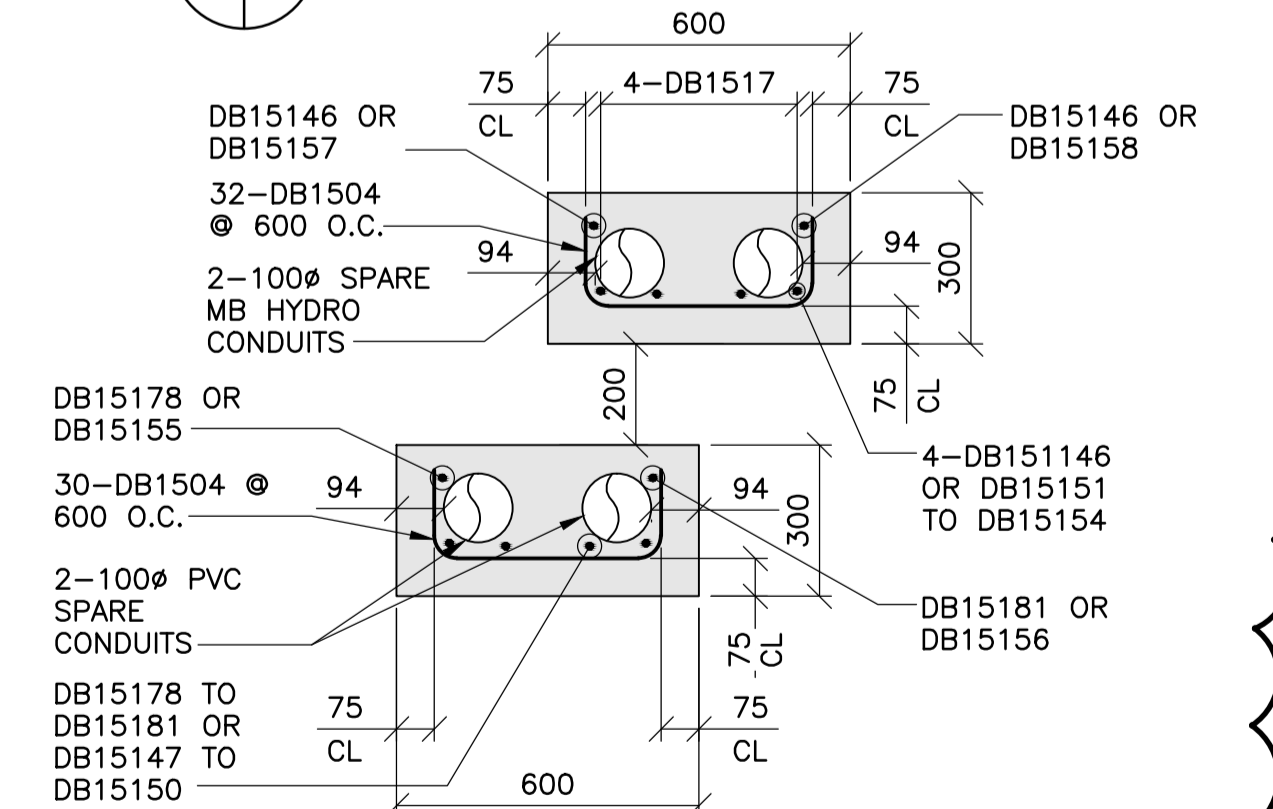 600
75
CL
4-DB1517
75
CL
DB15146 OR
DB15157
DB15146 OR
DB15158
32-DB1504
@ 600 O.C.
94
94
300
2-100ø SPARE
MB HYDRO
CONDUITS
75
CL
200
DB15178 OR
DB15155
4-DB151146
OR DB15151
TO DB15154
30-DB1504 @
600 O.C.
94
94
300
2-100ø PVC
SPARE
CONDUITS
DB15181 OR
DB15156
75
CL
DB15178 TO
DB15181 OR
DB15147 TO
DB15150
75
CL
75
CL
600